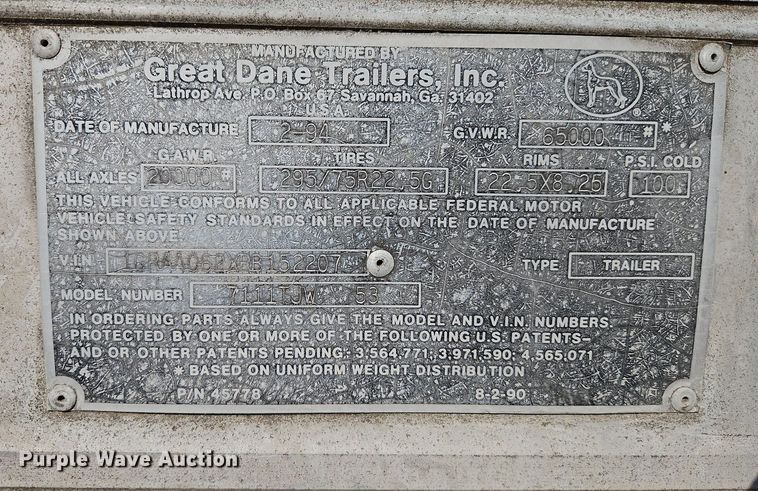 MANUFACTURED BY
Great Dane Trailers, Inc.
Lathrop Ave. P.O. Box 67 Savannah, Ga. 31402
U.S.A.
DATE OF MANUFACTURE 2-94 G.V.W.R. 65000 # *
G.A.W.R. TIRES RIMS P.S.I. COLD
ALL AXLES 20000 # 295/75R22.5G 22.5X8.25 100
THIS VEHICLE CONFORMS TO ALL APPLICABLE FEDERAL MOTOR
VEHICLE SAFETY STANDARDS IN EFFECT ON THE DATE OF MANUFACTURE
SHOWN ABOVE
V.I.N. TYPE TRAILER
MODEL NUMBER 7111TJW 53
IN ORDERING PARTS ALWAYS GIVE THE MODEL AND V.I.N. NUMBERS.
PROTECTED BY ONE OR MORE OF THE FOLLOWING U.S. PATENTS—
AND OR OTHER PATENTS PENDING: 3,564,771; 3,971,590; 4,565,071
* BASED ON UNIFORM WEIGHT DISTRIBUTION
P/N 45778 8-2-90
Purple Wave Auction